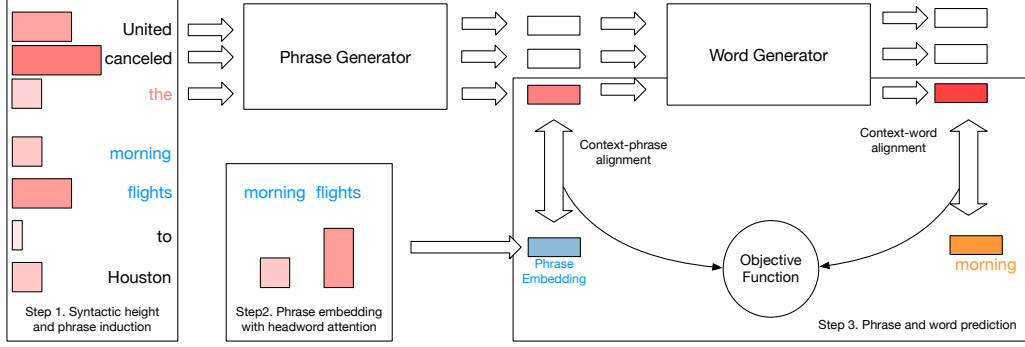 United
canceled
the
morning
flights
to
Houston
Step 1. Syntactic height
and phrase induction
Phrase Generator
morning flights
Step2. Phrase embedding
with headword attention
Word Generator
Context-phrase
alignment
Context-word
alignment
Phrase
Embedding
Objective
Function
morning
Step 3. Phrase and word prediction